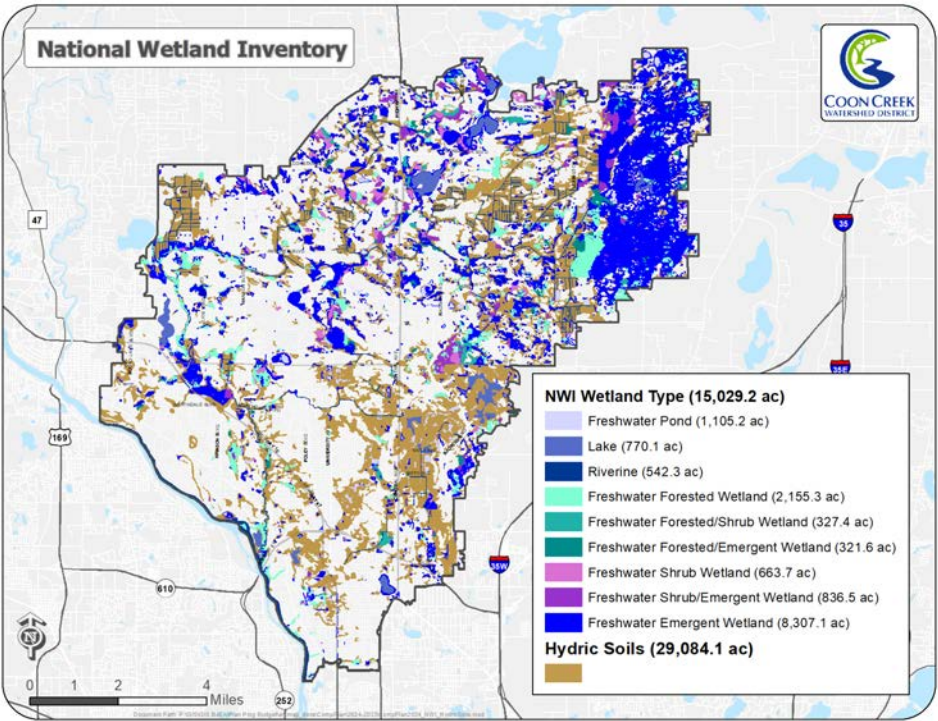 National Wetland Inventory
COON CREEK
WATERSHED DISTRICT
47
35
35E
169
NWI Wetland Type (15,029.2 ac)
Freshwater Pond (1,105.2 ac)
Lake (770.1 ac)
Riverine (542.3 ac)
Freshwater Forested Wetland (2,155.3 ac)
Freshwater Forested/Shrub Wetland (327.4 ac)
Freshwater Forested/Emergent Wetland (321.6 ac)
Freshwater Shrub Wetland (663.7 ac)
Freshwater Shrub/Emergent Wetland (836.5 ac)
Freshwater Emergent Wetland (8,307.1 ac)
Hydric Soils (29,084.1 ac)
35W
610
N
0 1 2 4
Miles
252